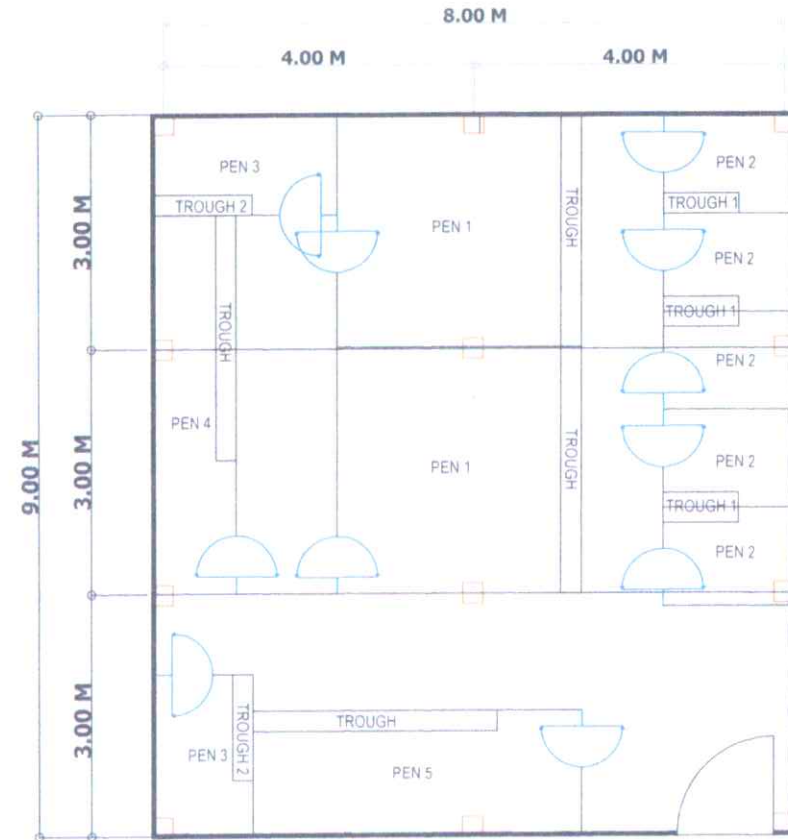 8.00 M
4.00 M
4.00 M
9.00 M
3.00 M
3.00 M
3.00 M
PEN 3
TROUGH 2
PEN 1
TROUGH
PEN 2
TROUGH 1
PEN 2
TROUGH 1
PEN 2
TROUGH
PEN 4
PEN 1
TROUGH
PEN 2
TROUGH 1
PEN 2
TROUGH
PEN 3
TROUGH 2
PEN 5